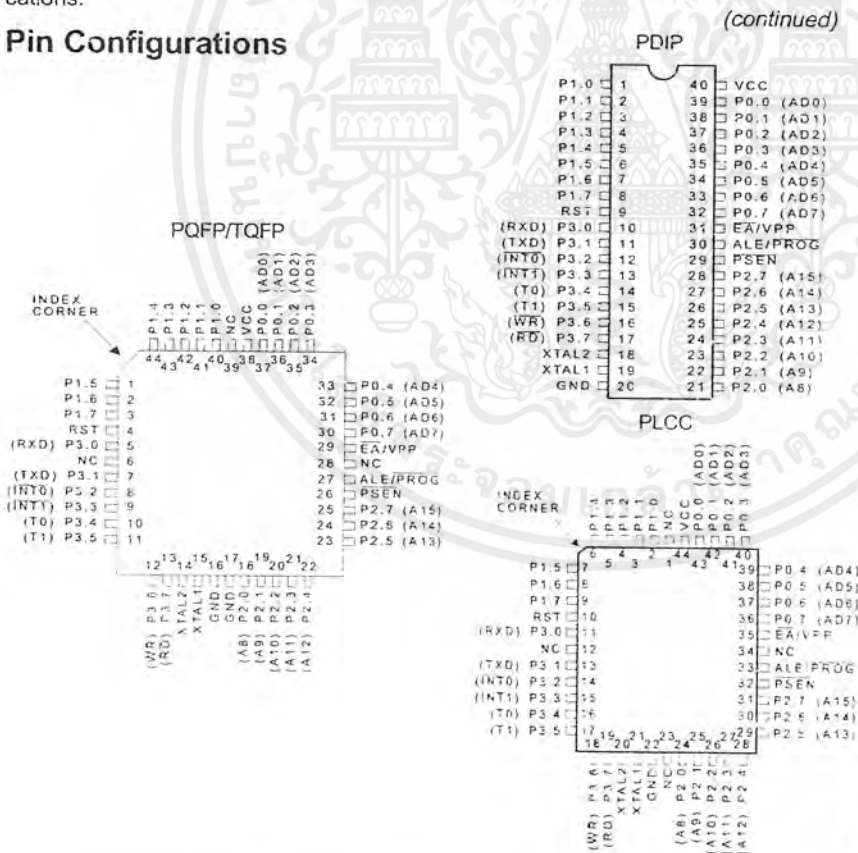 cations.
(continued)
Pin Configurations
PDIP
P1.0 1 40 VCC
P1.1 2 39 P0.0 (AD0)
P1.2 3 38 P0.1 (AD1)
P1.3 4 37 P0.2 (AD2)
P1.4 5 36 P0.3 (AD3)
P1.5 6 35 P0.4 (AD4)
P1.6 7 34 P0.5 (AD5)
P1.7 8 33 P0.6 (AD6)
RST 9 32 P0.7 (AD7)
(RXD) P3.0 10 31 EA/VPP
(TXD) P3.1 11 30 ALE/PROG
(INT0) P3.2 12 29 PSEN
(INT1) P3.3 13 28 P2.7 (A15)
(T0) P3.4 14 27 P2.6 (A14)
(T1) P3.5 15 26 P2.5 (A13)
(WR) P3.6 16 25 P2.4 (A12)
(RD) P3.7 17 24 P2.3 (A11)
XTAL2 18 23 P2.2 (A10)
XTAL1 19 22 P2.1 (A9)
GND 20 21 P2.0 (A8)
PQFP/TQFP
INDEX
CORNER
P1.4 P1.3 P1.2 P1.1 P1.0 NC VCC P0.0 (AD0) P0.1 (AD1) P0.2 (AD2) P0.3 (AD3)
44 43 42 41 40 39 38 37 36 35 34
P1.5 1 33 P0.4 (AD4)
P1.6 2 32 P0.5 (AD5)
P1.7 3 31 P0.6 (AD6)
RST 4 30 P0.7 (AD7)
(RXD) P3.0 5 29 EA/VPP
NC 6 28 NC
(TXD) P3.1 7 27 ALE/PROG
(INT0) P3.2 8 26 PSEN
(INT1) P3.3 9 25 P2.7 (A15)
(T0) P3.4 10 24 P2.6 (A14)
(T1) P3.5 11 23 P2.5 (A13)
12 13 14 15 16 17 18 19 20 21 22
(WR) P3.6 (RD) P3.7 XTAL2 XTAL1 GND GND (A8) P2.0 (A9) P2.1 (A10) P2.2 (A11) P2.3 (A12) P2.4
PLCC
INDEX
CORNER
P1.4 P1.3 P1.2 P1.1 P1.0 NC VCC P0.0 (AD0) P0.1 (AD1) P0.2 (AD2) P0.3 (AD3)
6 5 4 3 2 1 44 43 42 41 40
P1.5 7 39 P0.4 (AD4)
P1.6 8 38 P0.5 (AD5)
P1.7 9 37 P0.6 (AD6)
RST 10 36 P0.7 (AD7)
(RXD) P3.0 11 35 EA/VPP
NC 12 34 NC
(TXD) P3.1 13 33 ALE/PROG
(INT0) P3.2 14 32 PSEN
(INT1) P3.3 15 31 P2.7 (A15)
(T0) P3.4 16 30 P2.6 (A14)
(T1) P3.5 17 29 P2.5 (A13)
18 19 20 21 22 23 24 25 26 27 28
(WR) P3.6 (RD) P3.7 XTAL2 XTAL1 GND NC (A8) P2.0 (A9) P2.1 (A10) P2.2 (A11) P2.3 (A12) P2.4